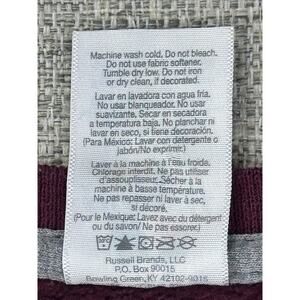 Machine wash cold. Do not bleach.
Do not use fabric softener.
Tumble dry low. Do not iron
or dry clean, if decorated.
Lavar en lavadora con agua fría.
No usar blanqueador. No usar
suavizante. Secar en secadora
a temperatura baja. No planchar ni
lavar en seco, si tiene decoración.
(Para México: Lavar con detergente o
jabón/No exprimir.)
Laver à la machine à l'eau froide.
Chlorage interdit. Ne pas utiliser
d'assouplisseur. Sécher à la
machine à basse température.
Ne pas repasser ni laver à sec,
si décoré.
(Pour le Mexique: Lavez avec du détergent
ou du savon/ Ne pas essorer.)
Russell Brands, LLC
P.O. Box 90015
Bowling Green, KY 42102-9015